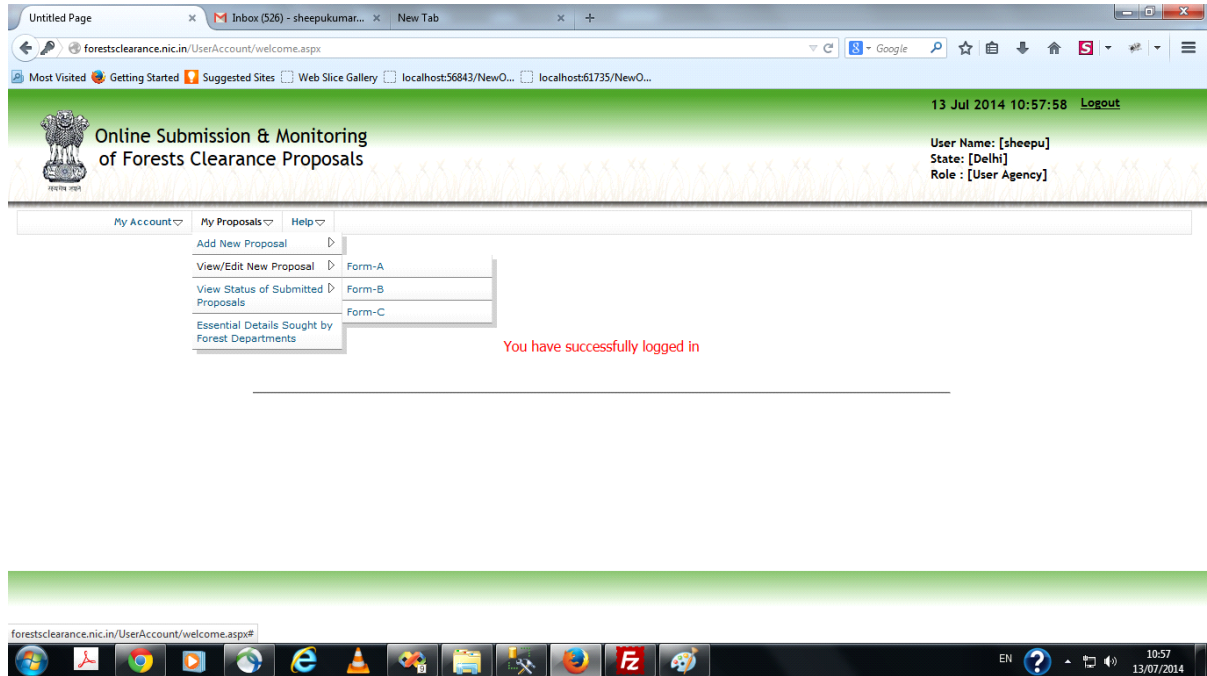 Untitled Page
Inbox (526) - sheepukumar...
New Tab
forestsclearance.nic.in/UserAccount/welcome.aspx
Google
Most Visited Getting Started Suggested Sites Web Slice Gallery localhost:56843/NewO... localhost:61735/NewO...
13 Jul 2014 10:57:58 Logout
Online Submission & Monitoring
of Forests Clearance Proposals
सत्यमेव जयते
User Name: [sheepu]
State: [Delhi]
Role : [User Agency]
My Account My Proposals Help
Add New Proposal
View/Edit New Proposal
View Status of Submitted
Proposals
Essential Details Sought by
Forest Departments
Form-A
Form-B
Form-C
You have successfully logged in
forestsclearance.nic.in/UserAccount/welcome.aspx#
EN
10:57
13/07/2014